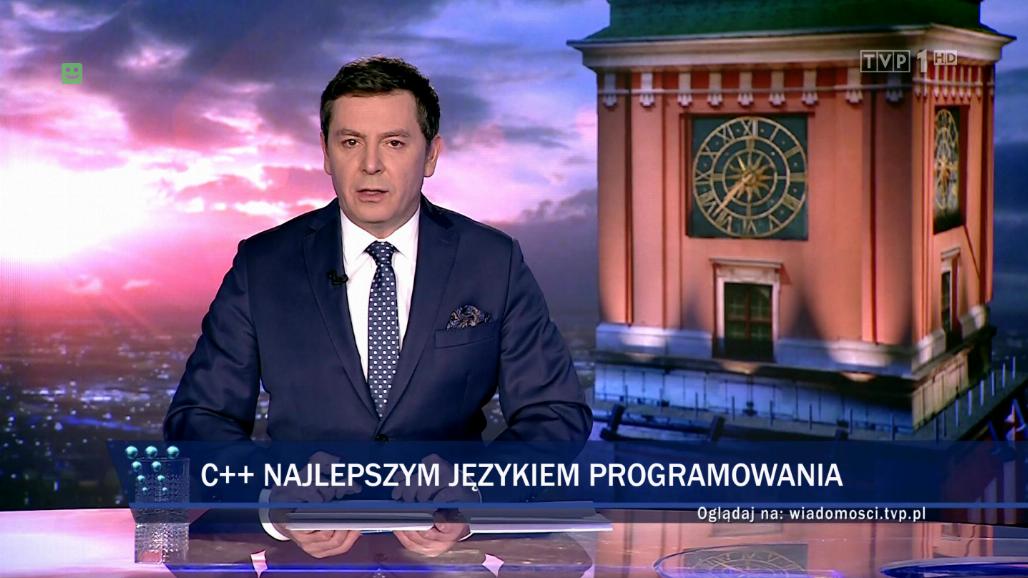 TVP 1 HD
C++ NAJLEPSZYM JĘZYKIEM PROGRAMOWANIA
Oglądaj na: wiadomosci.tvp.pl